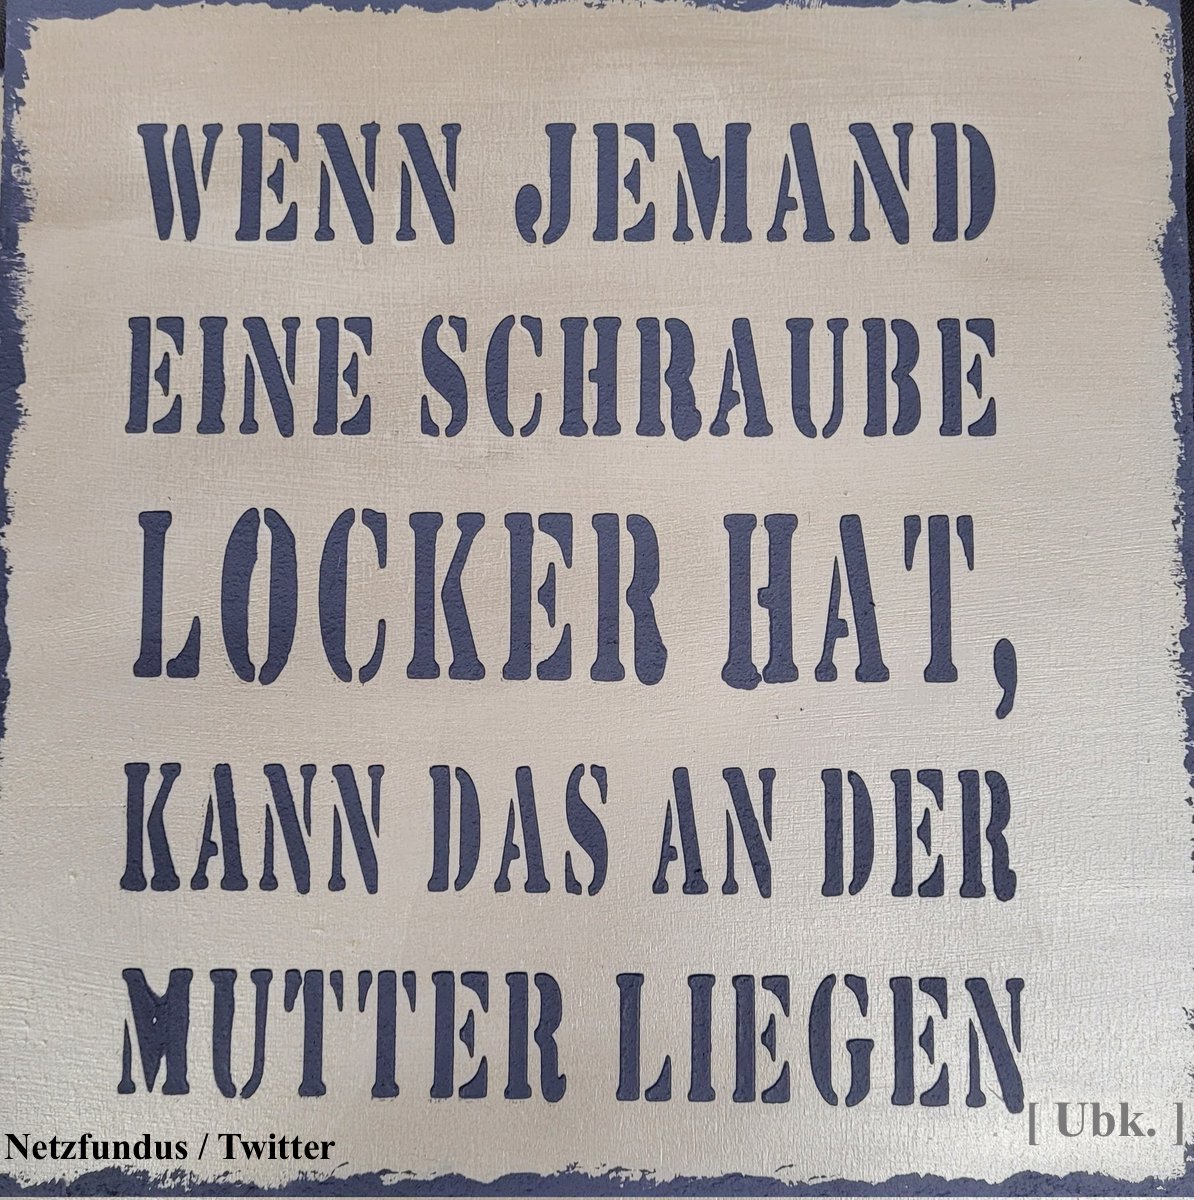 WENN JEMAND
EINE SCHRAUBE
LOCKER HAT,
KANN DAS AN DER
MUTTER LIEGEN
[ Ubk. ]
Netzfundus / Twitter